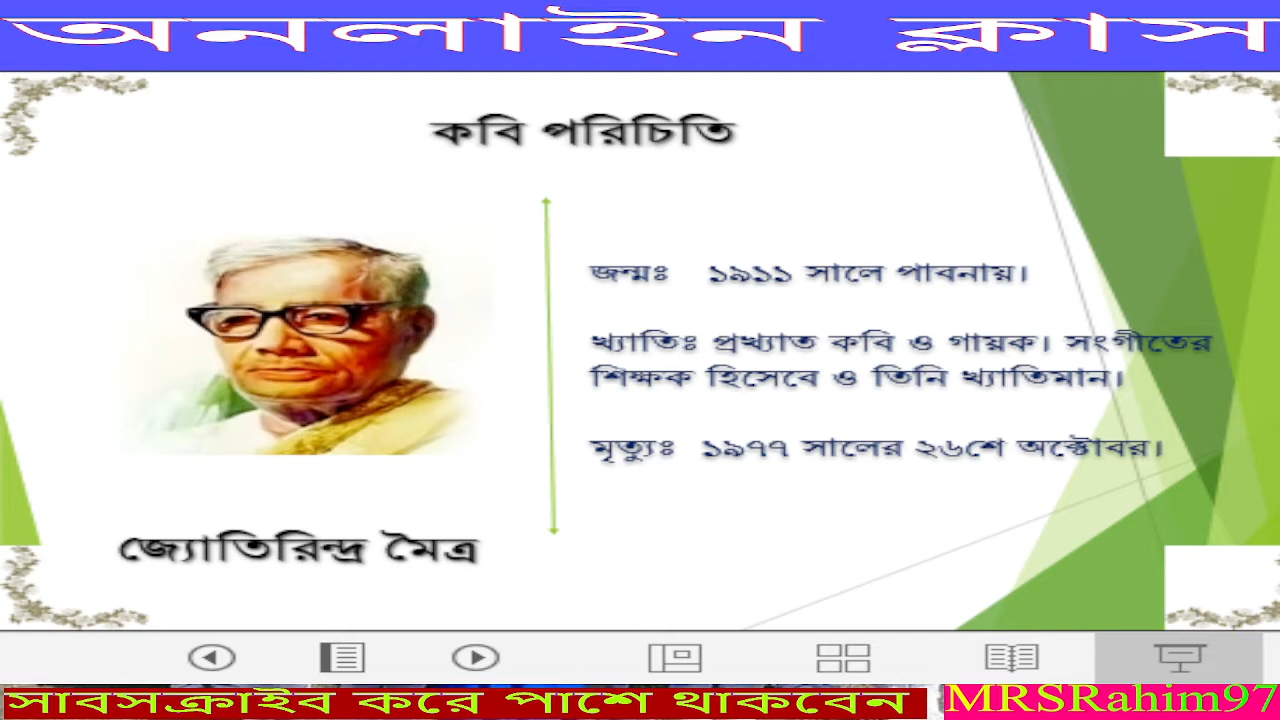 অনলাইন ক্লাস
কবি পরিচিতি
জন্মঃ ১৯১১ সালে পাবনায়।
খ্যাতিঃ প্রখ্যাত কবি ও গায়ক। সংগীতের
শিক্ষক হিসেবে ও তিনি খ্যাতিমান।
মৃত্যুঃ ১৯৭৭ সালের ২৬শে অক্টোবর।
জ্যোতিরিন্দ্র মৈত্র
সাবসক্রাইব করে পাশে থাকবেন
MRSRahim97